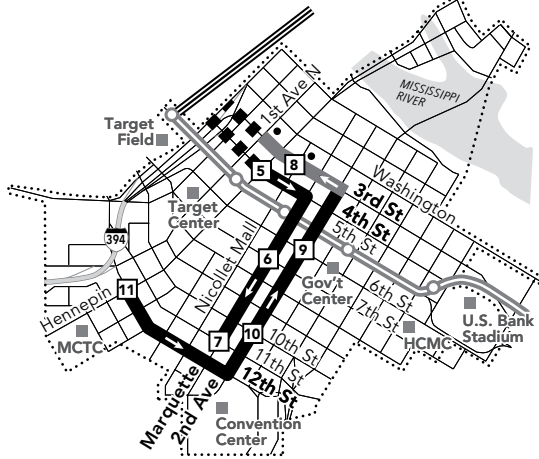 1st Ave N
MISSISSIPPI
RIVER
Target
Field
8
5
Washington
3rd St
4th St
5th St
6th St
7th St
Target
Center
394
Nicollet Mall
6
9
Gov't
Center
11
Hennepin
MCTC
7
10
10th St
11th St
12th St
HCMC
U.S. Bank
Stadium
Marquette
2nd Ave
Convention
Center